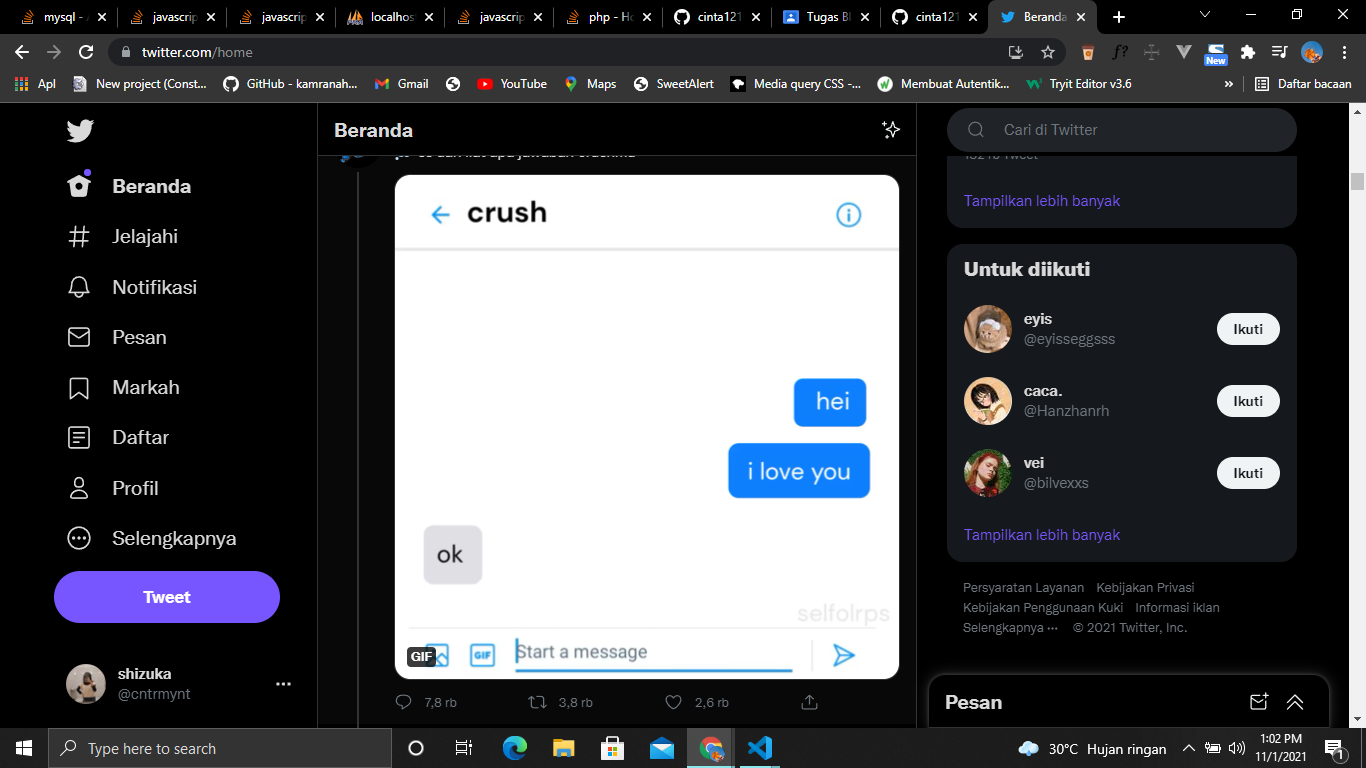 mysql - A
javascrip
javascrip
localhos
javascrip
php - Ho
cinta121
Tugas Bl
cinta121
Beranda
twitter.com/home
New
Apl
New project (Const...
GitHub - kamranah...
Gmail
YouTube
Maps
SweetAlert
Media query CSS -...
Membuat Autentik...
Tryit Editor v3.6
»
Daftar bacaan
Beranda
Jelajahi
Notifikasi
Pesan
Markah
Daftar
Profil
Selengkapnya
Tweet
shizuka
@cntrmynt
Beranda
crush
hei
i love you
ok
selfolrps
GIF
GIF
Start a message
7,8 rb
3,8 rb
2,6 rb
Cari di Twitter
Tampilkan lebih banyak
Untuk diikuti
eyis
@eyisseggsss
Ikuti
caca.
@Hanzhanrh
Ikuti
vei
@bilvexxs
Ikuti
Tampilkan lebih banyak
Persyaratan Layanan Kebijakan Privasi
Kebijakan Penggunaan Kuki Informasi iklan
Selengkapnya ··· © 2021 Twitter, Inc.
Pesan
Type here to search
30°C Hujan ringan
1:02 PM
11/1/2021
1